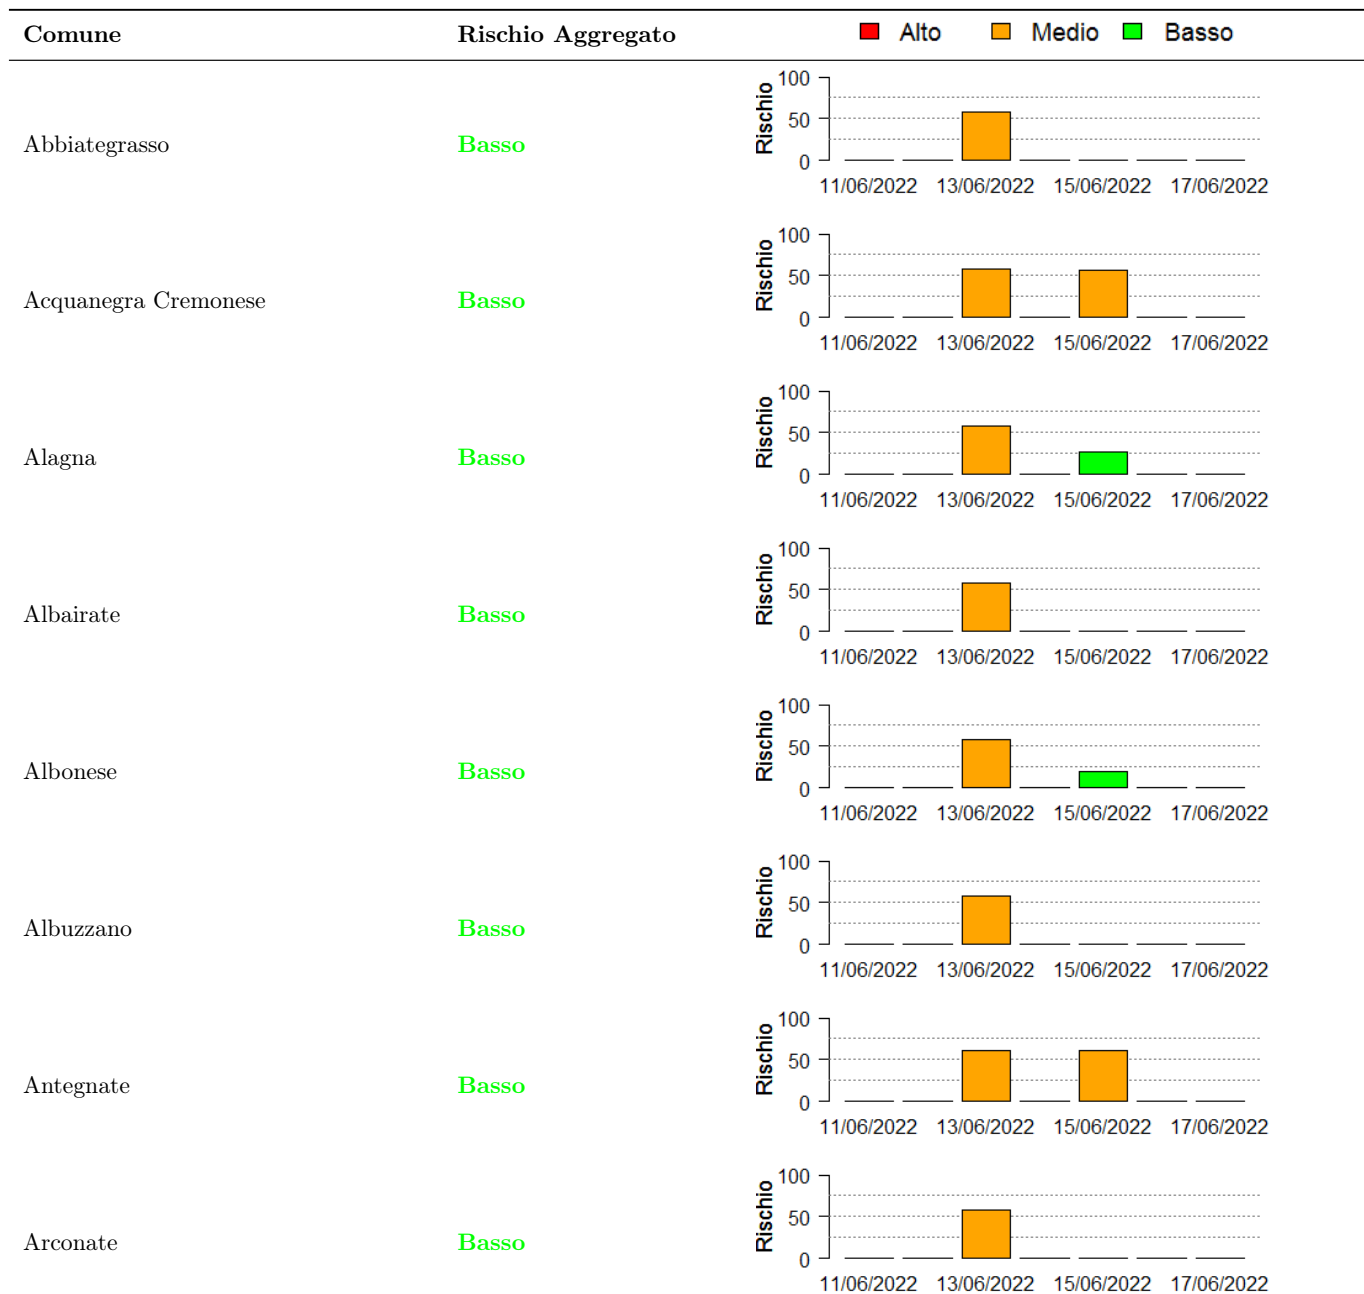 Comune Rischio Aggregato Alto Medio Basso
100
Rischio
50
Abbiategrasso Basso
0
11/06/2022 13/06/2022 15/06/2022 17/06/2022
100
Rischio
50
Acquanegra Cremonese Basso
0
11/06/2022 13/06/2022 15/06/2022 17/06/2022
100
Rischio
50
Alagna Basso
0
11/06/2022 13/06/2022 15/06/2022 17/06/2022
100
Rischio
50
Albairate Basso
0
11/06/2022 13/06/2022 15/06/2022 17/06/2022
100
Rischio
50
Albonese Basso
0
11/06/2022 13/06/2022 15/06/2022 17/06/2022
100
Rischio
50
Albuzzano Basso
0
11/06/2022 13/06/2022 15/06/2022 17/06/2022
100
Rischio
50
Antegnate Basso
0
11/06/2022 13/06/2022 15/06/2022 17/06/2022
100
Rischio
50
Arconate Basso
0
11/06/2022 13/06/2022 15/06/2022 17/06/2022